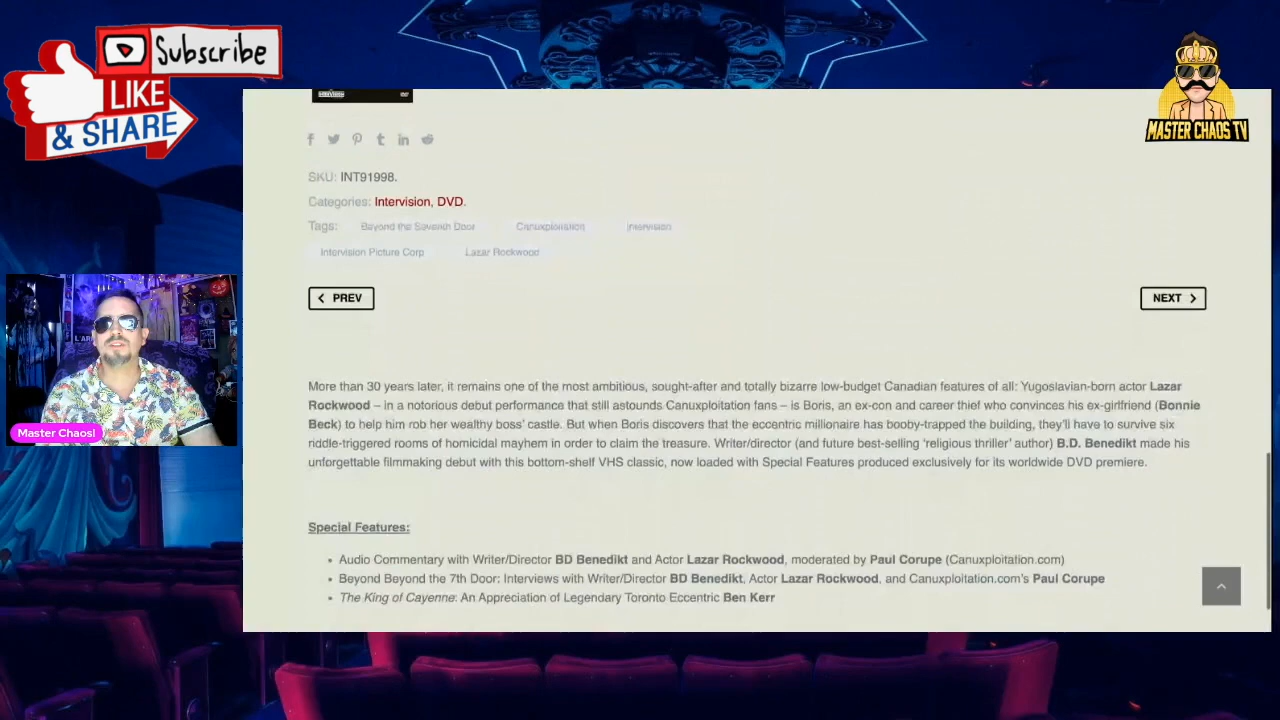 Subscribe
LIKE
& SHARE
MASTER CHAOS TV
INTERVISION
DVD
SKU: INT91998.
Categories: Intervision, DVD.
Tags: Beyond the Seventh Door Canuxploitation Intervision
Intervision Picture Corp Lazar Rockwood
PREV
NEXT
Master Chaos!
More than 30 years later, it remains one of the most ambitious, sought-after and totally bizarre low-budget Canadian features of all: Yugoslavian-born actor Lazar
Rockwood – in a notorious debut performance that still astounds Canuxploitation fans – is Boris, an ex-con and career thief who convinces his ex-girlfriend (Bonnie
Beck) to help him rob her wealthy boss' castle. But when Boris discovers that the eccentric millionaire has booby-trapped the building, they'll have to survive six
riddle-triggered rooms of homicidal mayhem in order to claim the treasure. Writer/director (and future best-selling 'religious thriller' author) B.D. Benedikt made his
unforgettable filmmaking debut with this bottom-shelf VHS classic, now loaded with Special Features produced exclusively for its worldwide DVD premiere.
Special Features:
Audio Commentary with Writer/Director BD Benedikt and Actor Lazar Rockwood, moderated by Paul Corupe (Canuxploitation.com)
Beyond Beyond the 7th Door: Interviews with Writer/Director BD Benedikt, Actor Lazar Rockwood, and Canuxploitation.com's Paul Corupe
The King of Cayenne: An Appreciation of Legendary Toronto Eccentric Ben Kerr